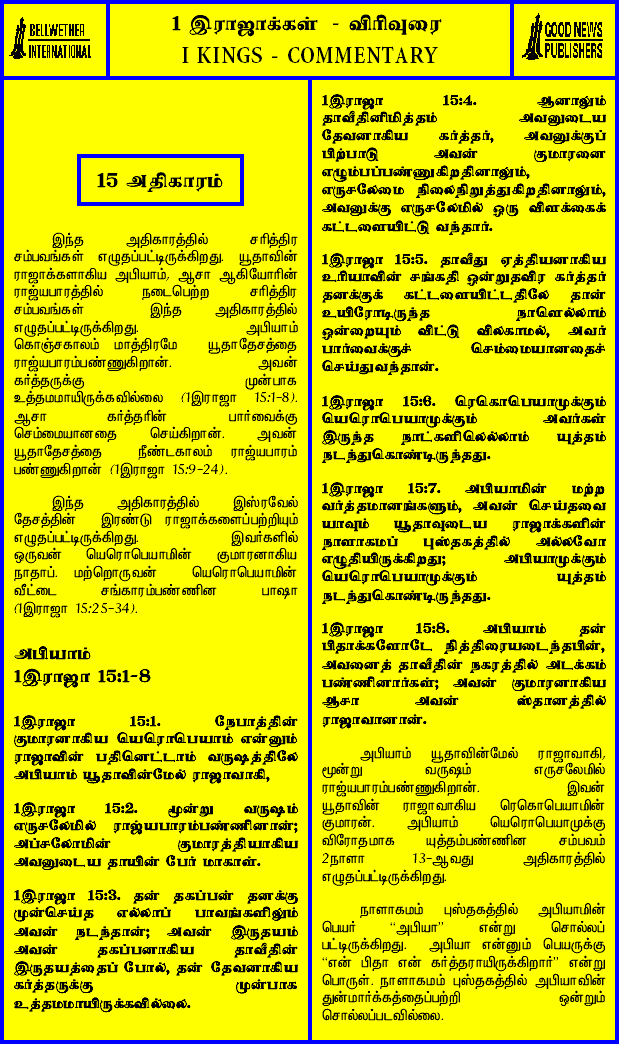 BELLWETHER
INTERNATIONAL
1 இராஜாக்கள் - விரிவுரை
I KINGS - COMMENTARY
GOOD NEWS
PUBLISHERS
15 அதிகாரம்
இந்த அதிகாரத்தில் சரித்திர
சம்பவங்கள் எழுதப்பட்டிருக்கிறது. யூதாவின்
ராஜாக்களாகிய அபியாம், ஆசா ஆகியோரின்
ராஜ்யபாரத்தில் நடைபெற்ற சரித்திர
சம்பவங்கள் இந்த அதிகாரத்தில்
எழுதப்பட்டிருக்கிறது. அபியாம்
கொஞ்சகாலம் மாத்திரமே யூதாதேசத்தை
ராஜ்யபாரம்பண்ணுகிறான். அவன்
கர்த்தருக்கு முன்பாக
உத்தமமாயிருக்கவில்லை (1இராஜா 15:1-8).
ஆசா கர்த்தரின் பார்வைக்கு
செம்மையானதை செய்கிறான். அவன்
யூதாதேசத்தை நீண்டகாலம் ராஜ்யபாரம்
பண்ணுகிறான் (1இராஜா 15:9-24).
இந்த அதிகாரத்தில் இஸ்ரவேல்
தேசத்தின் இரண்டு ராஜாக்களைப்பற்றியும்
எழுதப்பட்டிருக்கிறது. இவர்களில்
ஒருவன் யெரொபெயாமின் குமாரனாகிய
நாதாப். மற்றொருவன் யெரொபெயாமின்
வீட்டை சங்காரம்பண்ணின பாஷா
(1இராஜா 15:25-34).
அபியாம்
1இராஜா 15:1-8
1இராஜா 15:1. நேபாத்தின்
குமாரனாகிய யெரொபெயாம் என்னும்
ராஜாவின் பதினெட்டாம் வருஷத்திலே
அபியாம் யூதாவின்மேல் ராஜாவாகி,
1இராஜா 15:2. மூன்று வருஷம்
எருசலேமில் ராஜ்யபாரம்பண்ணினான்;
அப்சலோமின் குமாரத்தியாகிய
அவனுடைய தாயின் பேர் மாகாள்.
1இராஜா 15:3. தன் தகப்பன் தனக்கு
முன்செய்த எல்லாப் பாவங்களிலும்
அவன் நடந்தான்; அவன் இருதயம்
அவன் தகப்பனாகிய தாவீதின்
இருதயத்தைப் போல், தன் தேவனாகிய
கர்த்தருக்கு முன்பாக
உத்தமமாயிருக்கவில்லை.
1இராஜா 15:4. ஆனாலும்
தாவீதினிமித்தம் அவனுடைய
தேவனாகிய கர்த்தர், அவனுக்குப்
பிற்பாடு அவன் குமாரனை
எழும்பப்பண்ணுகிறதினாலும்,
எருசலேமை நிலைநிறுத்துகிறதினாலும்,
அவனுக்கு எருசலேமில் ஒரு விளக்கைக்
கட்டளையிட்டு வந்தார்.
1இராஜா 15:5. தாவீது ஏத்தியனாகிய
உரியாவின் சங்கதி ஒன்றுதவிர கர்த்தர்
தனக்குக் கட்டளையிட்டதிலே தான்
உயிரோடிருந்த நாளெல்லாம்
ஒன்றையும் விட்டு விலகாமல், அவர்
பார்வைக்குச் செம்மையானதைச்
செய்துவந்தான்.
1இராஜா 15:6. ரெகொபெயாமுக்கும்
யெரொபெயாமுக்கும் அவர்கள்
இருந்த நாட்களிலெல்லாம் யுத்தம்
நடந்துகொண்டிருந்தது.
1இராஜா 15:7. அபியாமின் மற்ற
வர்த்தமானங்களும், அவன் செய்தவை
யாவும் யூதாவுடைய ராஜாக்களின்
நாளாகமப் புஸ்தகத்தில் அல்லவோ
எழுதியிருக்கிறது; அபியாமுக்கும்
யெரொபெயாமுக்கும் யுத்தம்
நடந்துகொண்டிருந்தது.
1இராஜா 15:8. அபியாம் தன்
பிதாக்களோடே நித்திரையடைந்தபின்,
அவனைத் தாவீதின் நகரத்தில் அடக்கம்
பண்ணினார்கள்; அவன் குமாரனாகிய
ஆசா அவன் ஸ்தானத்தில்
ராஜாவானான்.
அபியாம் யூதாவின்மேல் ராஜாவாகி,
மூன்று வருஷம் எருசலேமில்
ராஜ்யபாரம்பண்ணுகிறான். இவன்
யூதாவின் ராஜாவாகிய ரெகொபெயாமின்
குமாரன். அபியாம் யெரொபெயாமுக்கு
விரோதமாக யுத்தம்பண்ணின சம்பவம்
2நாளா 13-ஆவது அதிகாரத்தில்
எழுதப்பட்டிருக்கிறது.
நாளாகமம் புஸ்தகத்தில் அபியாமின்
பெயர் “அபியா” என்று சொல்லப்
பட்டிருக்கிறது. அபியா என்னும் பெயருக்கு
“என் பிதா என் கர்த்தராயிருக்கிறார்” என்று
பொருள். நாளாகமம் புஸ்தகத்தில் அபியாவின்
துன்மார்க்கத்தைப்பற்றி ஒன்றும்
சொல்லப்படவில்லை.